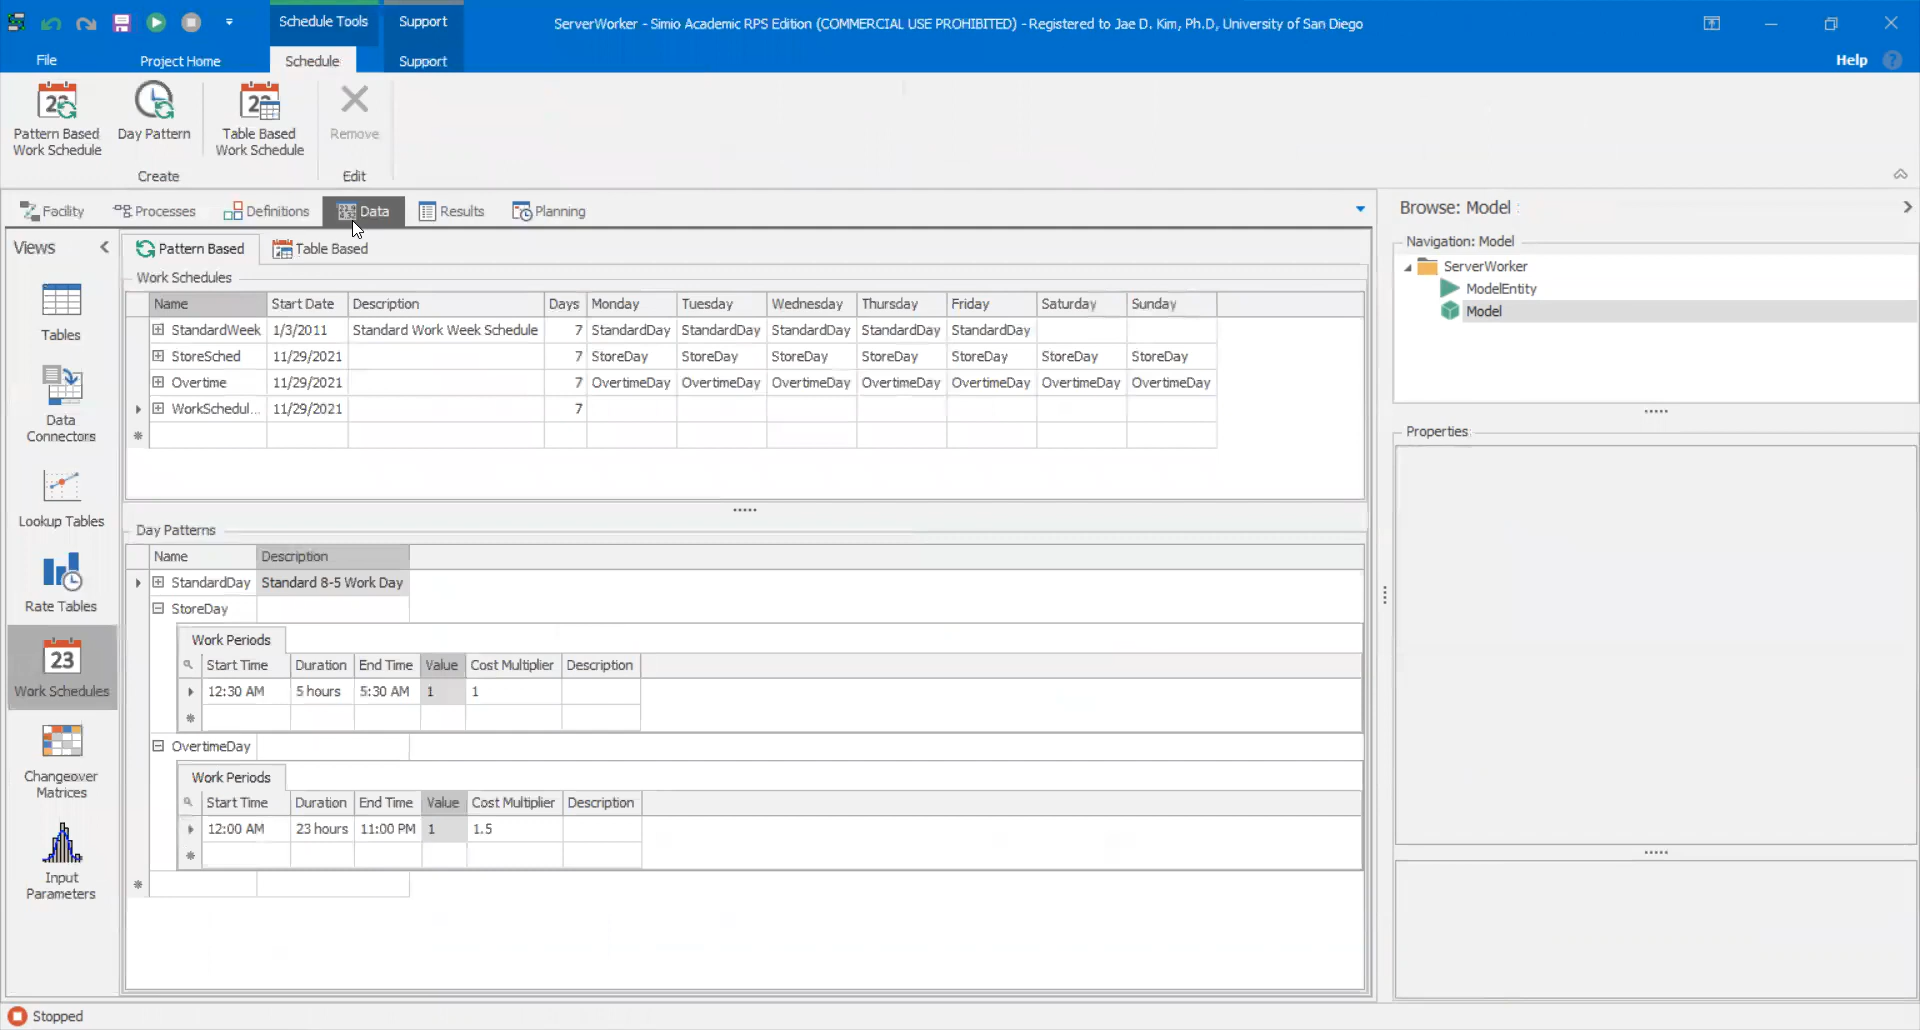 Schedule Tools Support
ServerWorker - Simio Academic RPS Edition (COMMERCIAL USE PROHIBITED) - Registered to Jae D. Kim, Ph.D, University of San Diego
File Project Home Schedule Support Help ?
Pattern Based Work Schedule
Day Pattern
Table Based Work Schedule
Remove
Create Edit
Facility Processes Definitions Data Results Planning
Views
Tables
Data Connectors
Lookup Tables
Rate Tables
23
Work Schedules
Changeover Matrices
Input Parameters
Pattern Based Table Based
Work Schedules
Name Start Date Description Days Monday Tuesday Wednesday Thursday Friday Saturday Sunday
StandardWeek 1/3/2011 Standard Work Week Schedule 7 StandardDay StandardDay StandardDay StandardDay StandardDay
StoreSched 11/29/2021 7 StoreDay StoreDay StoreDay StoreDay StoreDay StoreDay StoreDay
Overtime 11/29/2021 7 OvertimeDay OvertimeDay OvertimeDay OvertimeDay OvertimeDay OvertimeDay OvertimeDay
WorkSchedul... 11/29/2021 7
Day Patterns
Name Description
StandardDay Standard 8-5 Work Day
StoreDay
Work Periods
Start Time Duration End Time Value Cost Multiplier Description
12:30 AM 5 hours 5:30 AM 1 1
OvertimeDay
Work Periods
Start Time Duration End Time Value Cost Multiplier Description
12:00 AM 23 hours 11:00 PM 1 1.5
Browse: Model
Navigation: Model
ServerWorker
ModelEntity
Model
Properties
Stopped